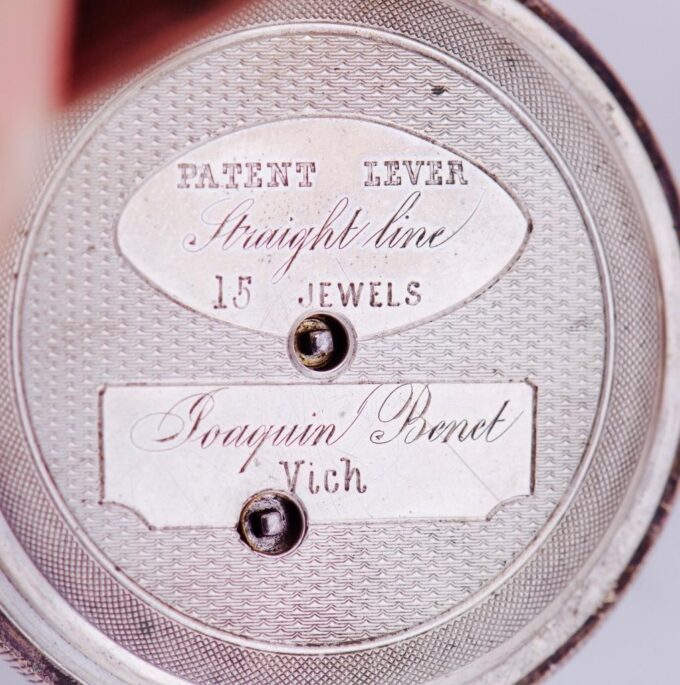 PATENT LEVER
Straight line
15 JEWELS
Joaquin Benet
Vich